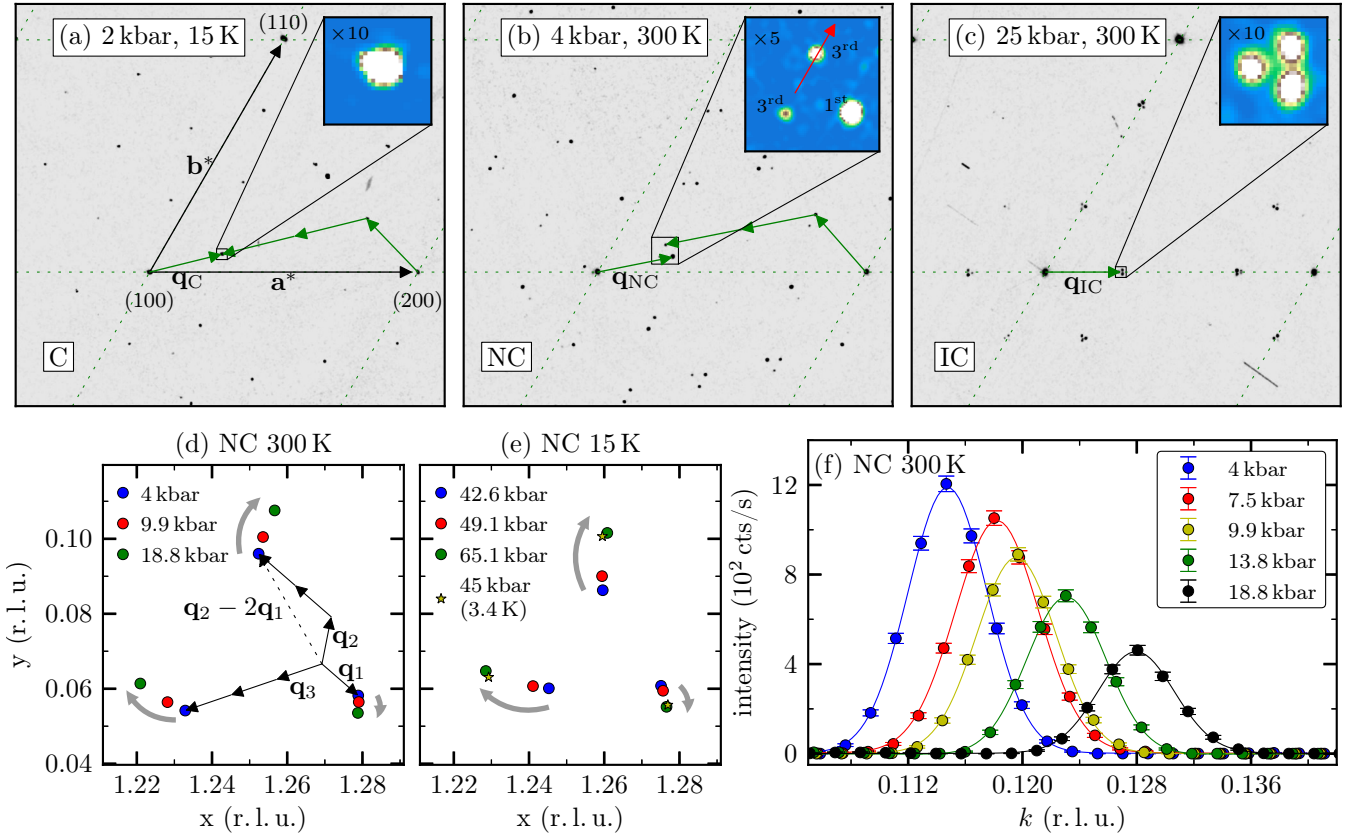 (a) 2 kbar, 15 K
(110)
×10
b*
q_C
a*
(100)
(200)
C
(b) 4 kbar, 300 K
×5
3rd
3rd
1st
q_NC
NC
(c) 25 kbar, 300 K
×10
q_IC
IC
(d) NC 300 K
4 kbar
9.9 kbar
18.8 kbar
q₂ − 2q₁
q₂
q₁
q₃
y (r. l. u.)
0.10
0.08
0.06
0.04
1.22 1.24 1.26 1.28
x (r. l. u.)
(e) NC 15 K
42.6 kbar
49.1 kbar
65.1 kbar
45 kbar
(3.4 K)
1.22 1.24 1.26 1.28
x (r. l. u.)
(f) NC 300 K
4 kbar
7.5 kbar
9.9 kbar
13.8 kbar
18.8 kbar
intensity (10² cts/s)
12
8
4
0
0.112 0.120 0.128 0.136
k (r. l. u.)